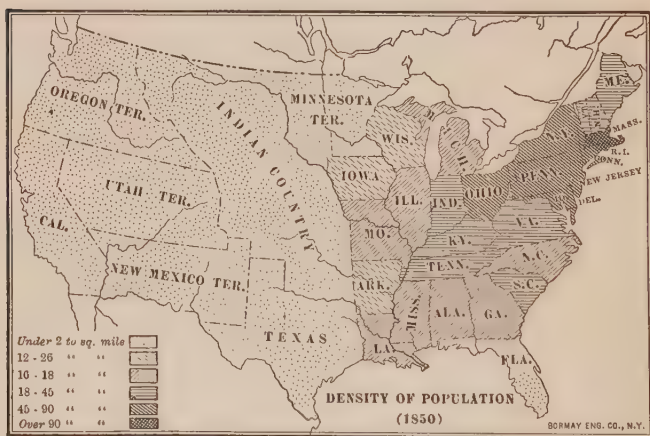 ME.
OREGON TER.
MINNESOTA
TER.
INDIAN COUNTRY
WIS.
MICH.
N.Y.
MASS.
R.I.
CONN.
IOWA
PENN.
NEW JERSEY
UTAH TER.
ILL.
IND.
OHIO
DEL.
CAL.
MO.
KY.
VA.
NEW MEXICO TER.
TENN.
N.C.
ARK.
S.C.
MISS.
ALA.
GA.
TEXAS
LA.
FLA.
Under 2 to sq. mile
12 - 26 " "
16 - 18 " "
18 - 45 " "
45 - 90 " "
Over 90 " "
DENSITY OF POPULATION
(1850)
BORMAY ENG. CO., N.Y.